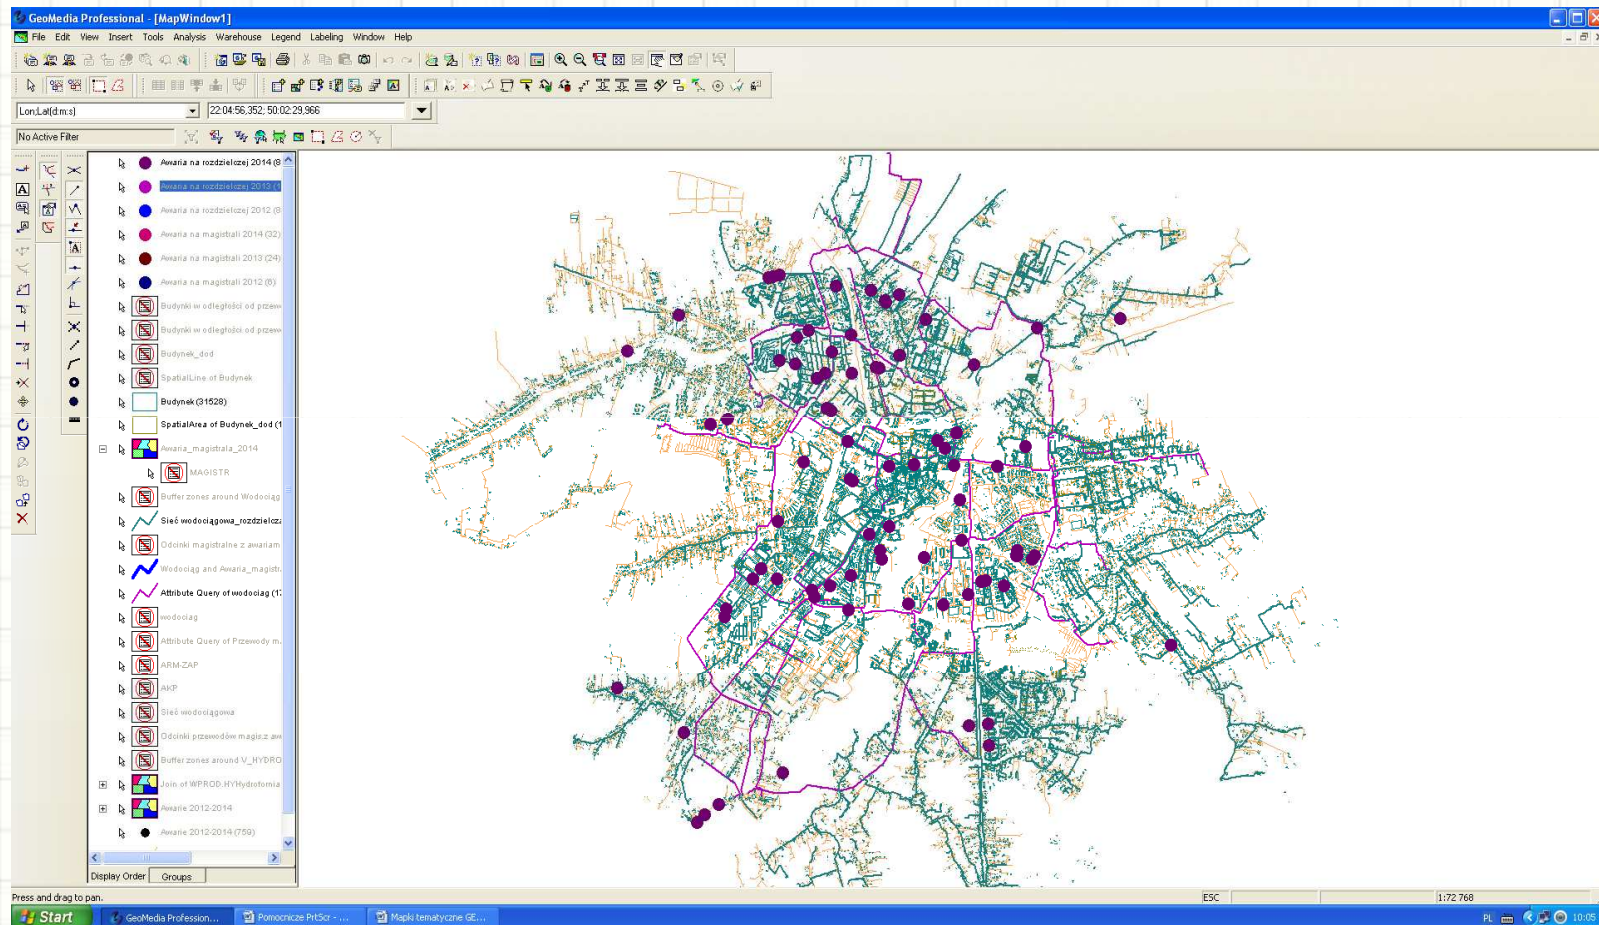 GeoMedia Professional - [MapWindow1]
File Edit View Insert Tools Analysis Warehouse Legend Labeling Window Help
Lon;Lat(d:m:s) 22:04:56,352; 50:02:29,966
No Active Filter
Awaria na rozdzielczej 2014 (8
Awaria na rozdzielczej 2013 (1
Awaria na rozdzielczej 2012 (8
Awaria na magistrali 2014 (32)
Awaria na magistrali 2013 (24)
Awaria na magistrali 2012 (6)
Budynki w odległości od przew
Budynki w odległości od przew
Budynek_dod
SpatialLine of Budynek
Budynek (31528)
SpatialArea of Budynek_dod (1
Awaria_magistrala_2014
MAGISTR
Buffer zones around Wodociąg
Sieć wodociągowa_rozdzielcza
Odcinki magistralne z awariam
Wodociąg and Awaria_magistr
Attribute Query of wodociag (1
wodociag
Attribute Query of Przewody m
ARM-ZAP
AKP
Sieć wodociągowa
Odcinki przewodów magis.z aw
Buffer zones around V_HYDRO
Join of WPROD.HYHydrofornia
Awarie 2012-2014
Awarie 2012-2014 (759)
Display Order Groups
Press and drag to pan. ESC 1:72 768
Start GeoMedia Profession... Pomocnicze PrtScr - ... Mapki tematyczne GE... PL 10:05